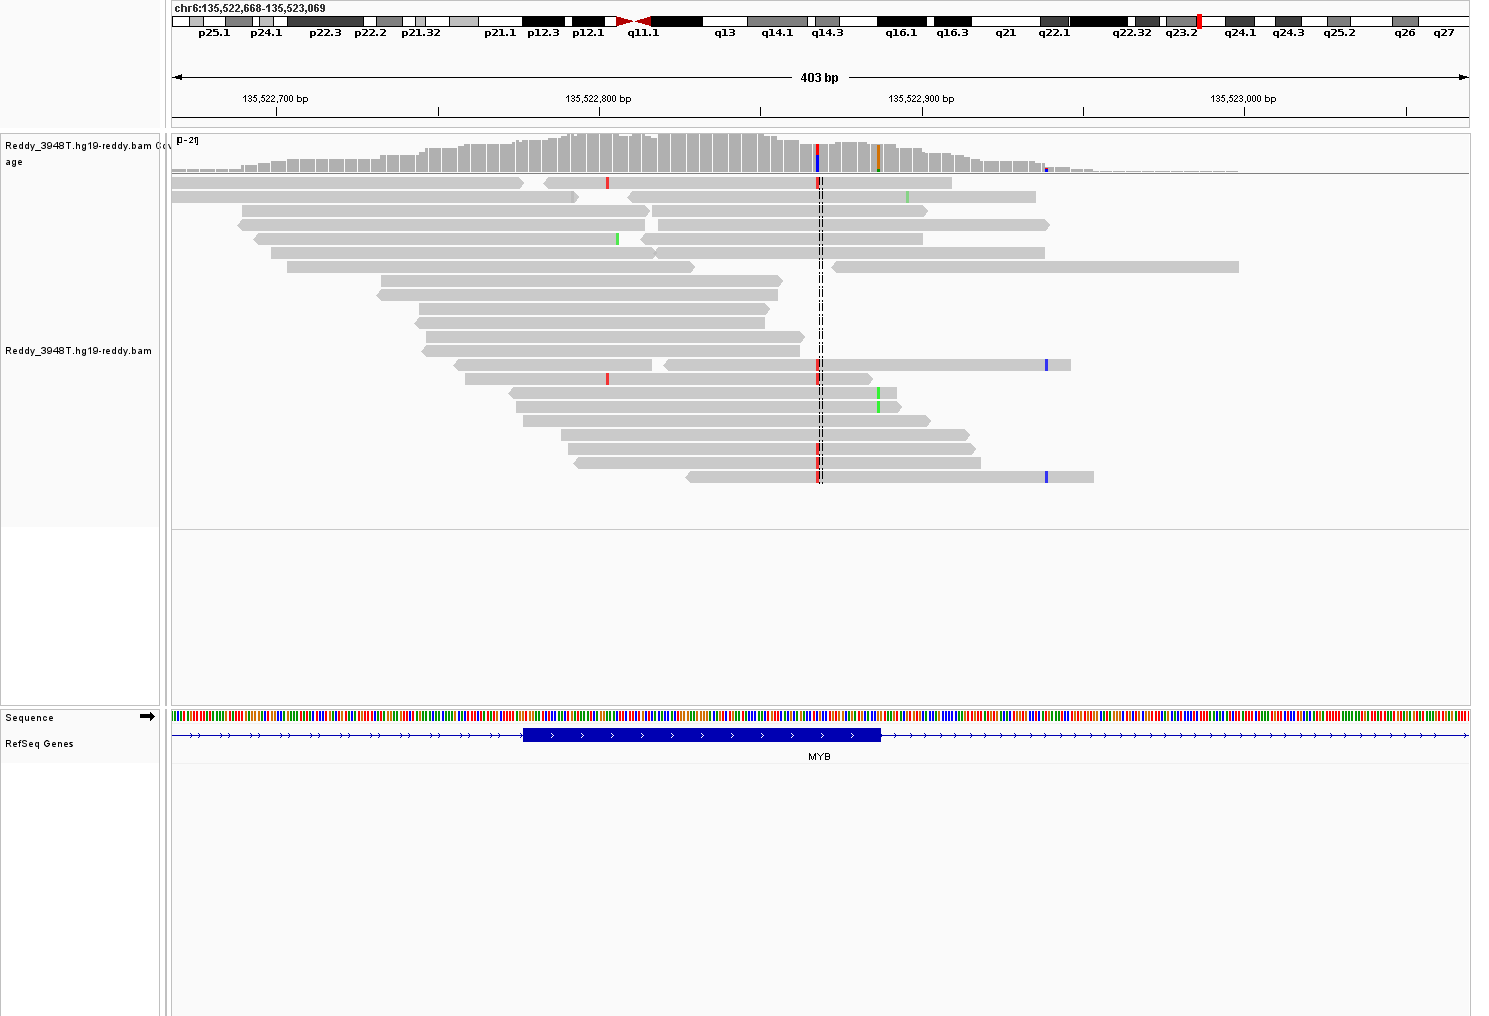 chr6:135,522,668-135,523,069
p25.1 p24.1 p22.3 p22.2 p21.32 p21.1 p12.3 p12.1 q11.1 q13 q14.1 q14.3 q16.1 q16.3 q21 q22.1 q22.32 q23.2 q24.1 q24.3 q25.2 q26 q27
403 bp
135,522,700 bp 135,522,800 bp 135,522,900 bp 135,523,000 bp
[0 - 21]
Reddy_3948T.hg19-reddy.bam Cov
age
Reddy_3948T.hg19-reddy.bam
Sequence
RefSeq Genes
MYB